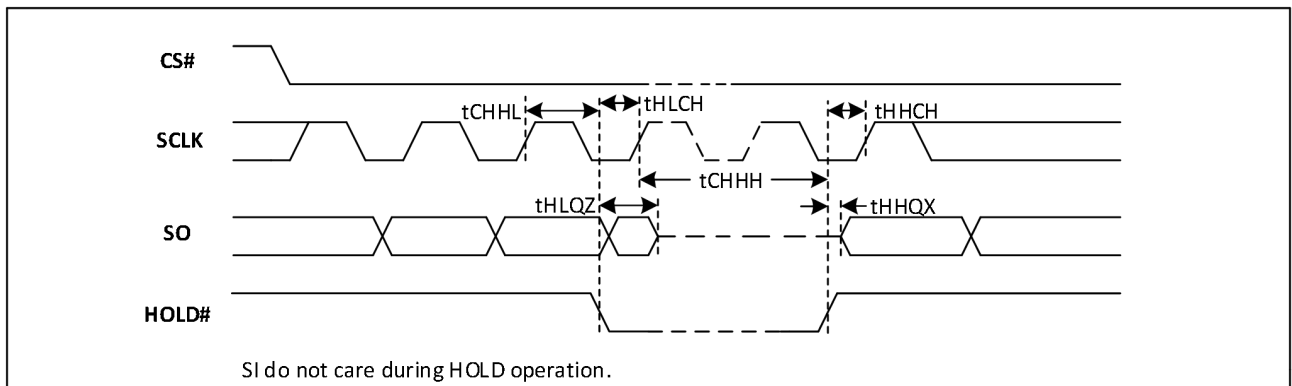 CS#
tCHHL
tHLCH
tHHCH
SCLK
tCHHH
tHLQZ
tHHQX
SO
HOLD#
SI do not care during HOLD operation.